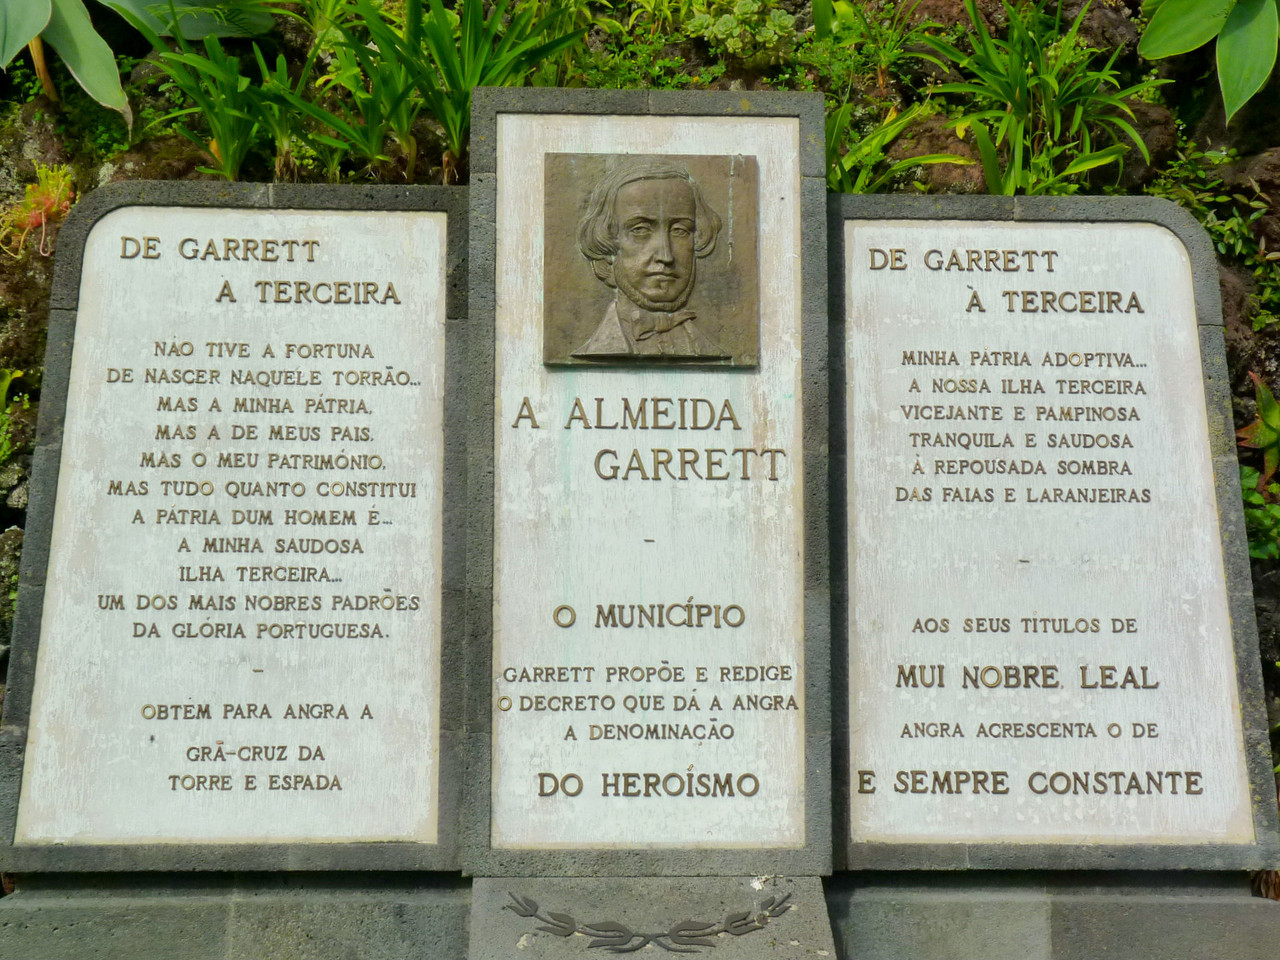 DE GARRETT
A TERCEIRA
NÃO TIVE A FORTUNA
DE NASCER NAQUELE TORRÃO...
MAS A MINHA PÁTRIA,
MAS A DE MEUS PAIS,
MAS O MEU PATRIMÓNIO,
MAS TUDO QUANTO CONSTITUI
A PÁTRIA DUM HOMEM É...
A MINHA SAUDOSA
ILHA TERCEIRA...
UM DOS MAIS NOBRES PADRÕES
DA GLÓRIA PORTUGUESA.
–
OBTÉM PARA ANGRA A
GRÃ-CRUZ DA
TORRE E ESPADA
A ALMEIDA
GARRETT
–
O MUNICÍPIO
GARRETT PROPÕE E REDIGE
O DECRETO QUE DÁ A ANGRA
A DENOMINAÇÃO
DO HEROÍSMO
DE GARRETT
À TERCEIRA
MINHA PÁTRIA ADOPTIVA...
A NOSSA ILHA TERCEIRA
VICEJANTE E PAMPINOSA
TRANQUILA E SAUDOSA
À REPOUSADA SOMBRA
DAS FAIAS E LARANJEIRAS
–
AOS SEUS TÍTULOS DE
MUI NOBRE, LEAL,
ANGRA ACRESCENTA O DE
E SEMPRE CONSTANTE